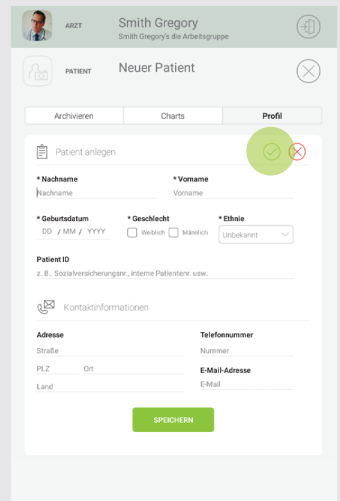 ARZT
Smith Gregory
Smith Gregory's die Arbeitsgruppe
PATIENT
Neuer Patient
Archivieren Charts Profil
Patient anlegen
* Nachname * Vorname
Nachname Vorname
* Geburtsdatum * Geschlecht * Ethnie
DD / MM / YYYY Weiblich Männlich Unbekannt
Patient ID
z. B.. Sozialversicherungsnr., interne Patientenr. usw.
Kontaktinformationen
Adresse Telefonnummer
Straße Nummer
PLZ Ort E-Mail-Adresse
Land E-Mail
SPEICHERN